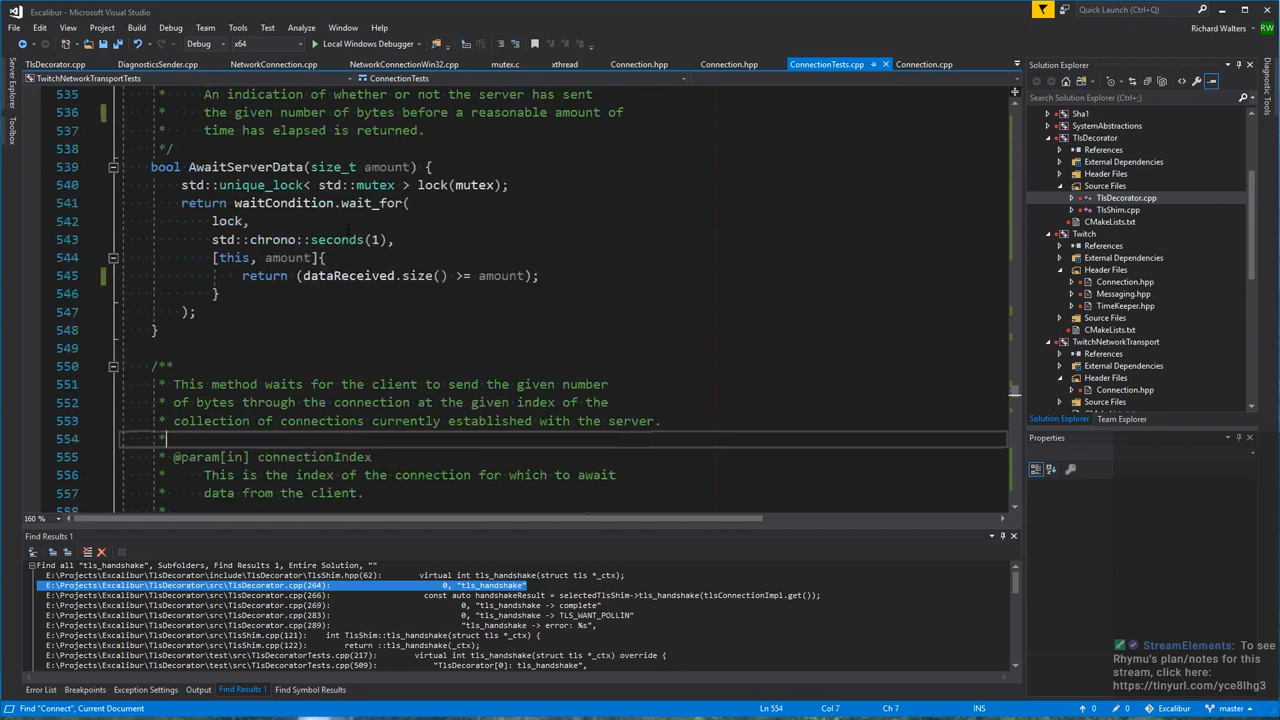 Excalibur - Microsoft Visual Studio
Quick Launch (Ctrl+Q)
File Edit View Project Build Debug Team Tools Test Analyze Window Help
Richard Walters RW
Debug x64 Local Windows Debugger
TlsDecorator.cpp DiagnosticsSender.cpp NetworkConnection.cpp NetworkConnectionWin32.cpp mutex.c xthread Connection.hpp Connection.hpp ConnectionTests.cpp Connection.cpp
TwitchNetworkTransportTests ConnectionTests
Server Explorer
Toolbox
535 * An indication of whether or not the server has sent
536 * the given number of bytes before a reasonable amount of
537 * time has elapsed is returned.
538 */
539 bool AwaitServerData(size_t amount) {
540 std::unique_lock< std::mutex > lock(mutex);
541 return waitCondition.wait_for(
542 lock,
543 std::chrono::seconds(1),
544 [this, amount]{
545 return (dataReceived.size() >= amount);
546 }
547 );
548 }
549
550 /**
551 * This method waits for the client to send the given number
552 * of bytes through the connection at the given index of the
553 * collection of connections currently established with the server.
554 *
555 * @param[in] connectionIndex
556 * This is the index of the connection for which to await
557 * data from the client.
558 *
160 %
Solution Explorer
Search Solution Explorer (Ctrl+;)
Sha1
SystemAbstractions
TlsDecorator
References
External Dependencies
Header Files
Source Files
TlsDecorator.cpp
TlsShim.cpp
CMakeLists.txt
Twitch
References
External Dependencies
Header Files
Connection.hpp
Messaging.hpp
TimeKeeper.hpp
Source Files
CMakeLists.txt
TwitchNetworkTransport
References
External Dependencies
Header Files
Connection.hpp
Source Files
CMakeLists.txt
Solution Explorer Team Explorer
Properties
Diagnostic Tools
Find Results 1
Find all "tls_handshake", Subfolders, Find Results 1, Entire Solution, ""
E:\Projects\Excalibur\TlsDecorator\include\TlsDecorator\TlsShim.hpp(62): virtual int tls_handshake(struct tls *_ctx);
E:\Projects\Excalibur\TlsDecorator\src\TlsDecorator.cpp(264): 0, "tls_handshake"
E:\Projects\Excalibur\TlsDecorator\src\TlsDecorator.cpp(266): const auto handshakeResult = selectedTlsShim->tls_handshake(tlsConnectionImpl.get());
E:\Projects\Excalibur\TlsDecorator\src\TlsDecorator.cpp(269): 0, "tls_handshake -> complete"
E:\Projects\Excalibur\TlsDecorator\src\TlsDecorator.cpp(283): 0, "tls_handshake -> TLS_WANT_POLLIN"
E:\Projects\Excalibur\TlsDecorator\src\TlsDecorator.cpp(289): "tls_handshake -> error: %s",
E:\Projects\Excalibur\TlsDecorator\src\TlsShim.cpp(121): int TlsShim::tls_handshake(struct tls *_ctx) {
E:\Projects\Excalibur\TlsDecorator\src\TlsShim.cpp(122): return ::tls_handshake(_ctx);
E:\Projects\Excalibur\TlsDecorator\test\src\TlsDecoratorTests.cpp(217): virtual int tls_handshake(struct tls *_ctx) override {
E:\Projects\Excalibur\TlsDecorator\test\src\TlsDecoratorTests.cpp(509): "TlsDecorator[0]: tls_handshake",
StreamElements: To see
Rhymu's plan/notes for this
stream, click here:
https://tinyurl.com/yce8lhg3
Error List Breakpoints Exception Settings Output Find Results 1 Find Symbol Results
Find "Connect", Current Document Ln 554 Col 7 Ch 7 INS 0 0 Excalibur master